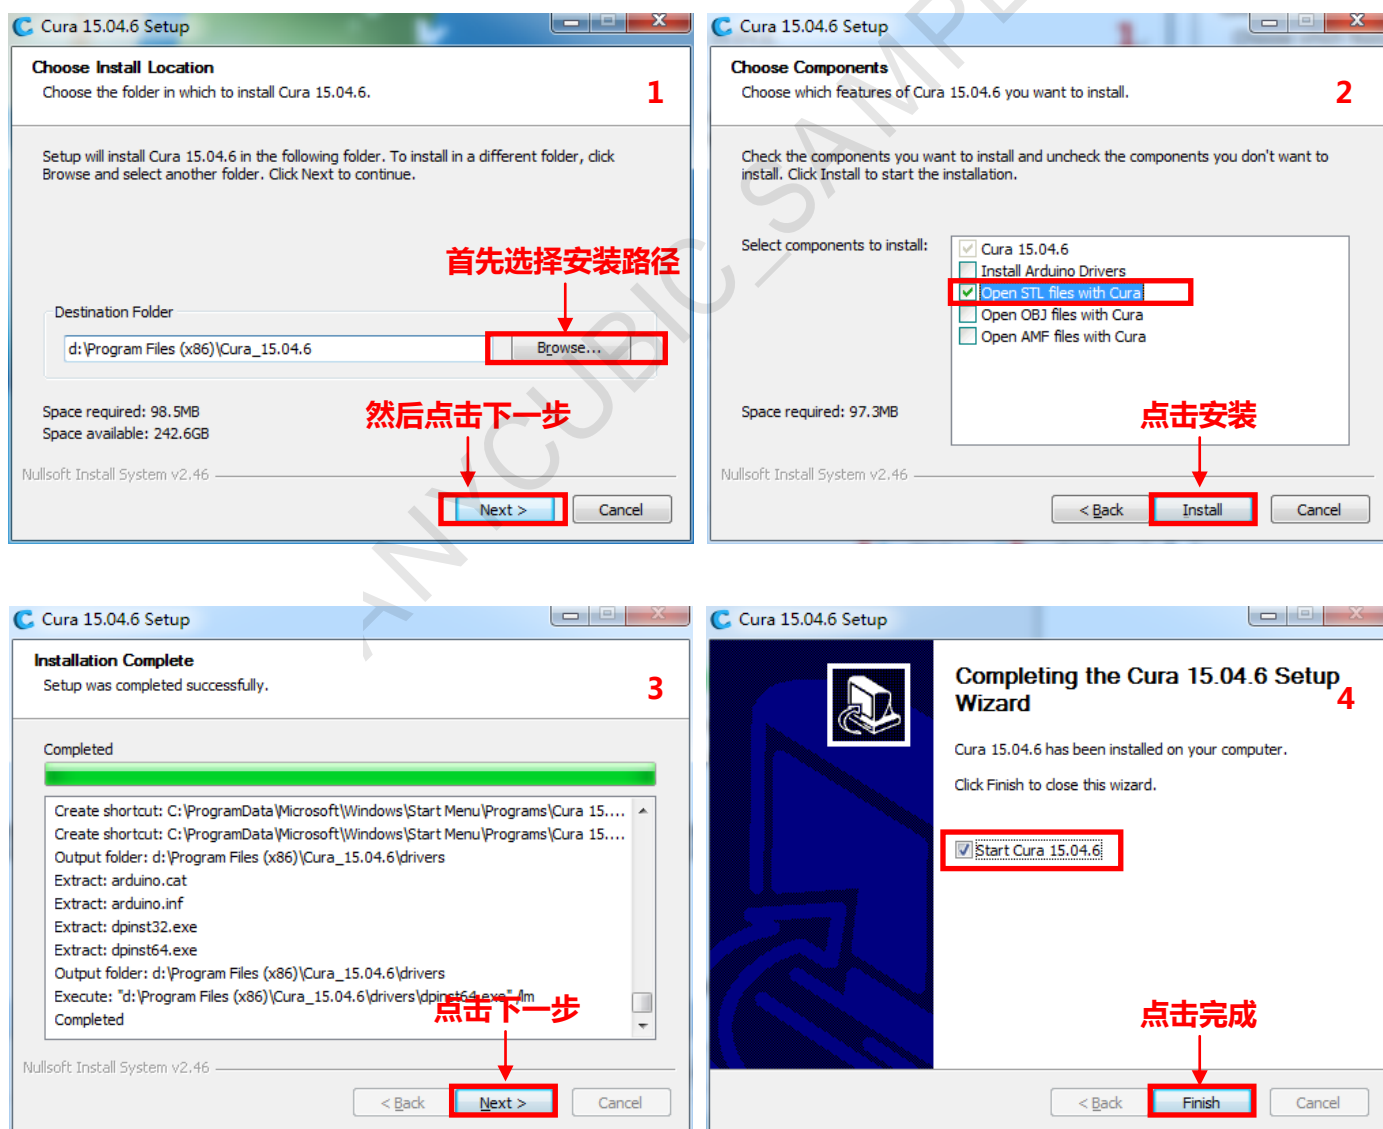 Cura 15.04.6 Setup
Choose Install Location
Choose the folder in which to install Cura 15.04.6.
1
Setup will install Cura 15.04.6 in the following folder. To install in a different folder, click
Browse and select another folder. Click Next to continue.
首先选择安装路径
Destination Folder
d:\Program Files (x86)\Cura_15.04.6
Browse...
Space required: 98.5MB
Space available: 242.6GB
然后点击下一步
Nullsoft Install System v2.46
Next >
Cancel
Cura 15.04.6 Setup
1
Choose Components
Choose which features of Cura 15.04.6 you want to install.
2
Check the components you want to install and uncheck the components you don't want to
install. Click Install to start the installation.
Select components to install:
Cura 15.04.6
Install Arduino Drivers
Open STL files with Cura
Open OBJ files with Cura
Open AMF files with Cura
Space required: 97.3MB
点击安装
Nullsoft Install System v2.46
< Back
Install
Cancel
Cura 15.04.6 Setup
Installation Complete
Setup was completed successfully.
3
Completed
Create shortcut: C:\ProgramData\Microsoft\Windows\Start Menu\Programs\Cura 15....
Create shortcut: C:\ProgramData\Microsoft\Windows\Start Menu\Programs\Cura 15....
Output folder: d:\Program Files (x86)\Cura_15.04.6\drivers
Extract: arduino.cat
Extract: arduino.inf
Extract: dpinst32.exe
Extract: dpinst64.exe
Output folder: d:\Program Files (x86)\Cura_15.04.6\drivers
Execute: "d:\Program Files (x86)\Cura_15.04.6\drivers\dpinst64.exe" /lm
Completed
点击下一步
Nullsoft Install System v2.46
< Back
Next >
Cancel
Cura 15.04.6 Setup
Completing the Cura 15.04.6 Setup
Wizard
4
Cura 15.04.6 has been installed on your computer.
Click Finish to close this wizard.
Start Cura 15.04.6
点击完成
< Back
Finish
Cancel
ANYCUBIC_SAMP